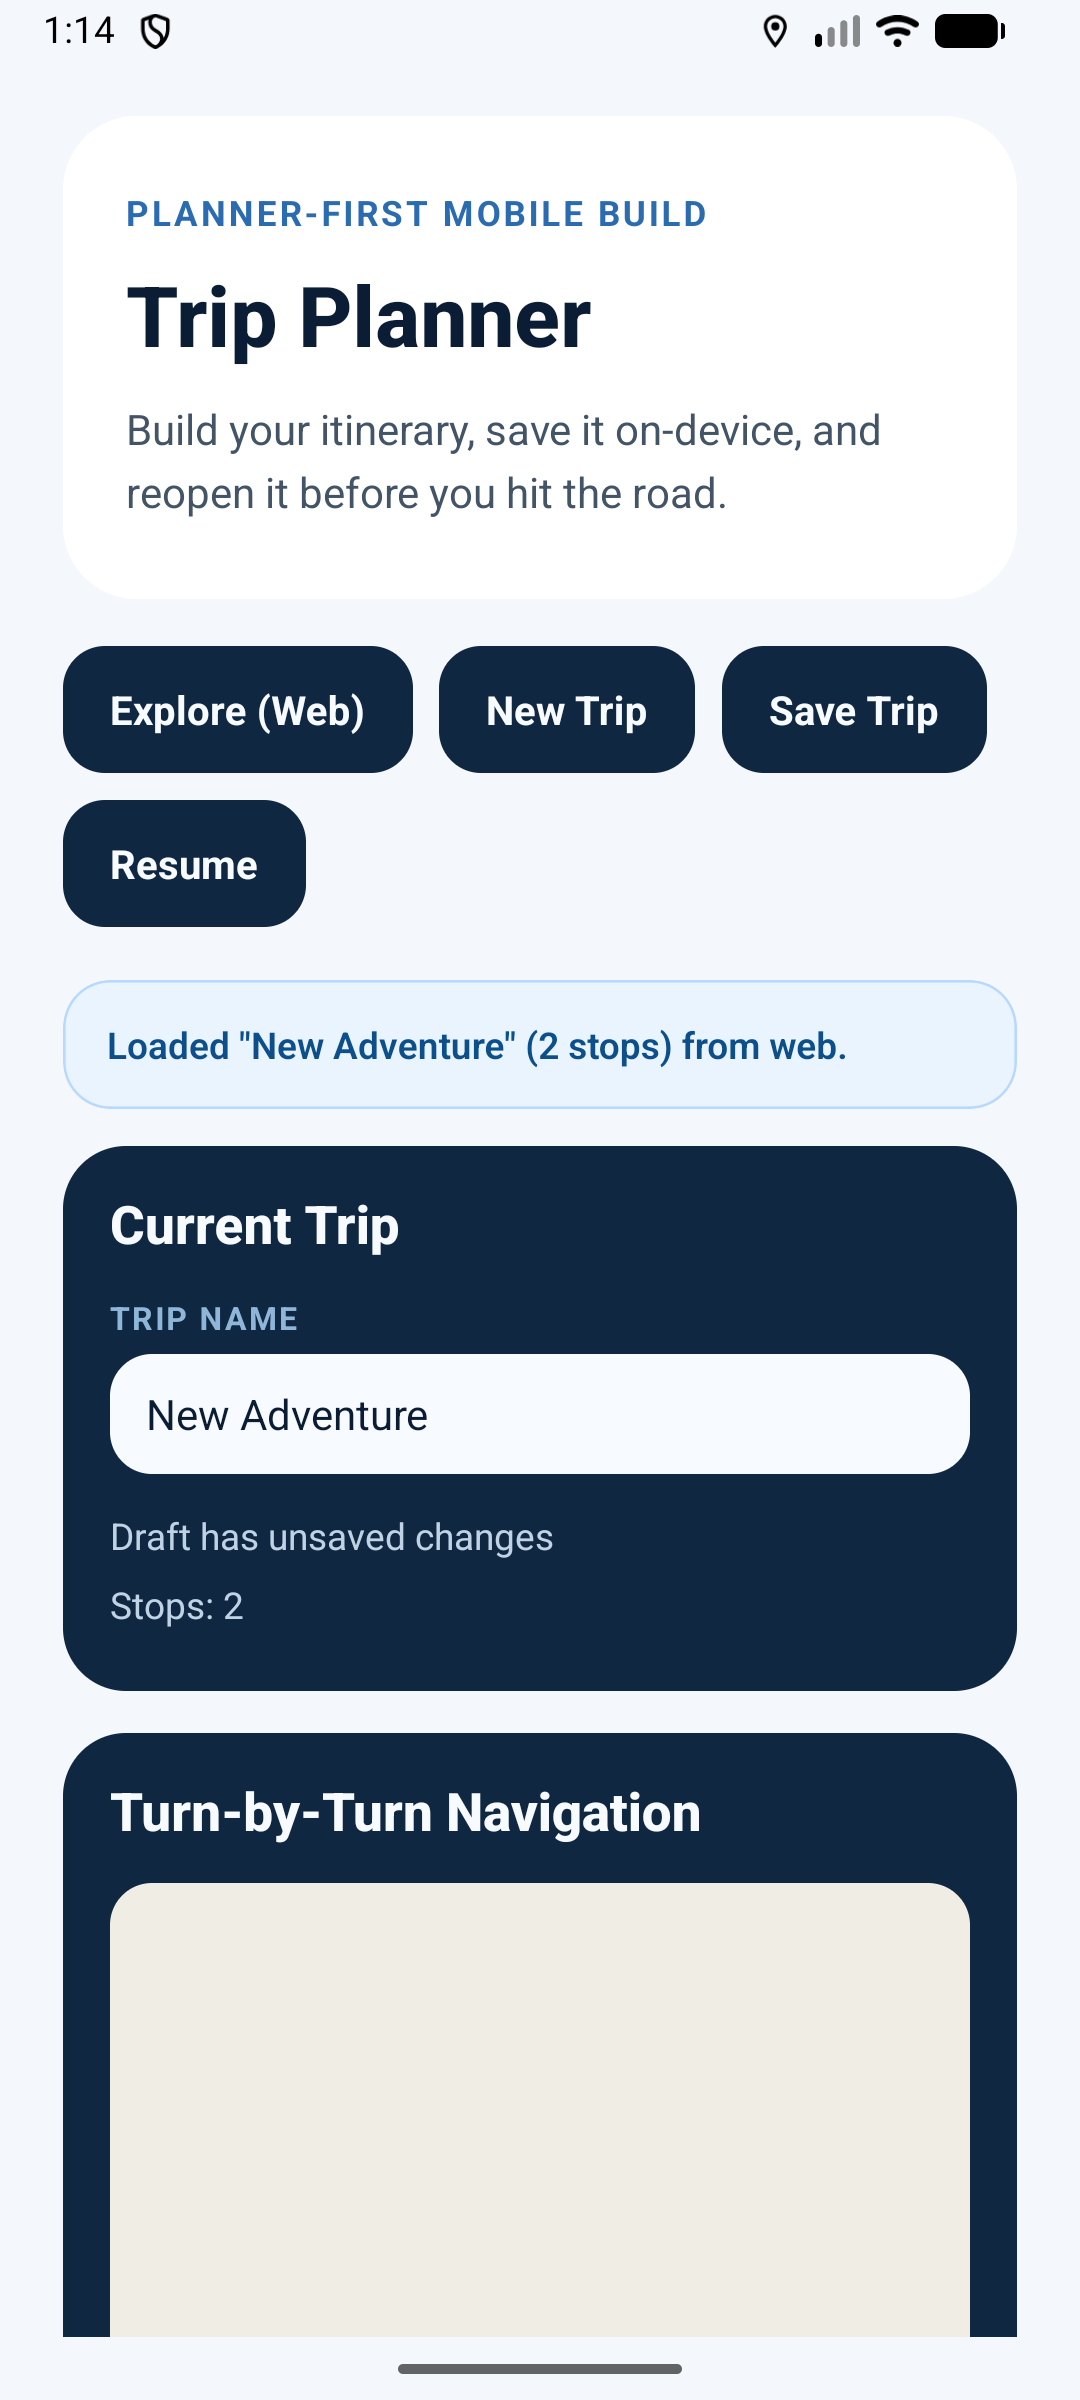 1:14
PLANNER-FIRST MOBILE BUILD
Trip Planner
Build your itinerary, save it on-device, and
reopen it before you hit the road.
Explore (Web)
New Trip
Save Trip
Resume
Loaded "New Adventure" (2 stops) from web.
Current Trip
TRIP NAME
New Adventure
Draft has unsaved changes
Stops: 2
Turn-by-Turn Navigation